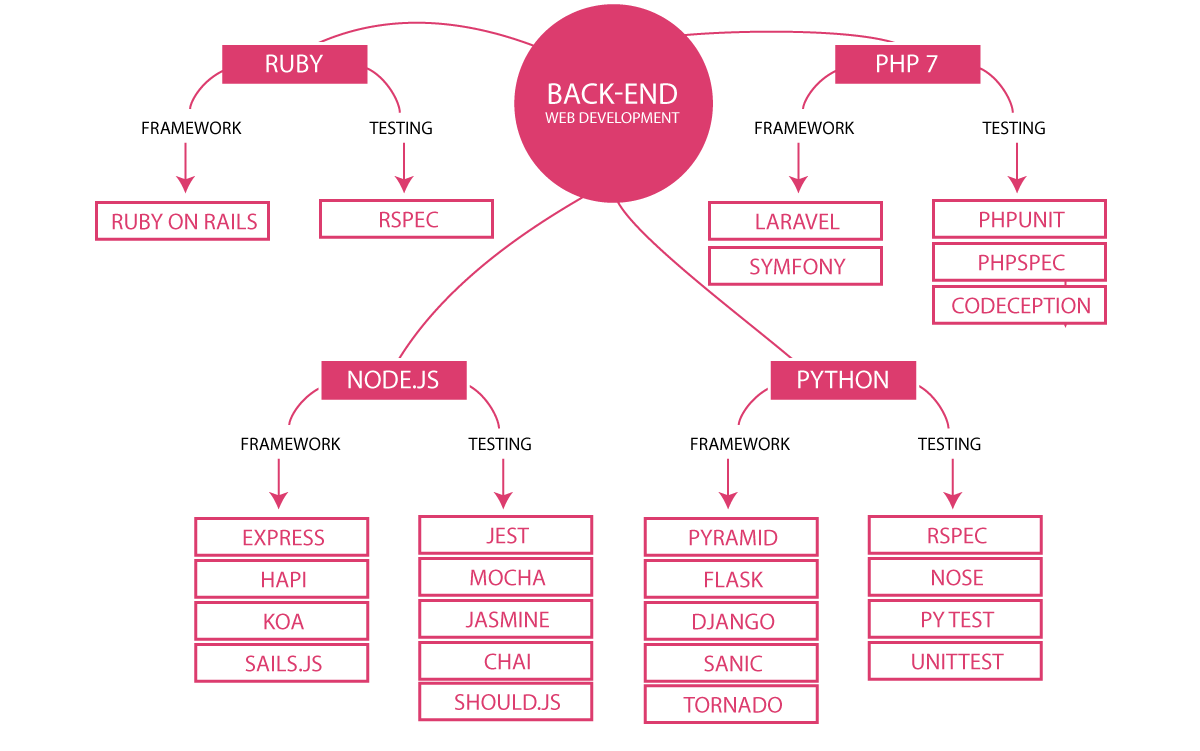 BACK-END
WEB DEVELOPMENT
RUBY
FRAMEWORK
RUBY ON RAILS
TESTING
RSPEC
PHP 7
FRAMEWORK
LARAVEL
SYMFONY
TESTING
PHPUNIT
PHPSPEC
CODECEPTION
NODE.JS
FRAMEWORK
EXPRESS
HAPI
KOA
SAILS.JS
TESTING
JEST
MOCHA
JASMINE
CHAI
SHOULD.JS
PYTHON
FRAMEWORK
PYRAMID
FLASK
DJANGO
SANIC
TORNADO
TESTING
RSPEC
NOSE
PY TEST
UNITTEST